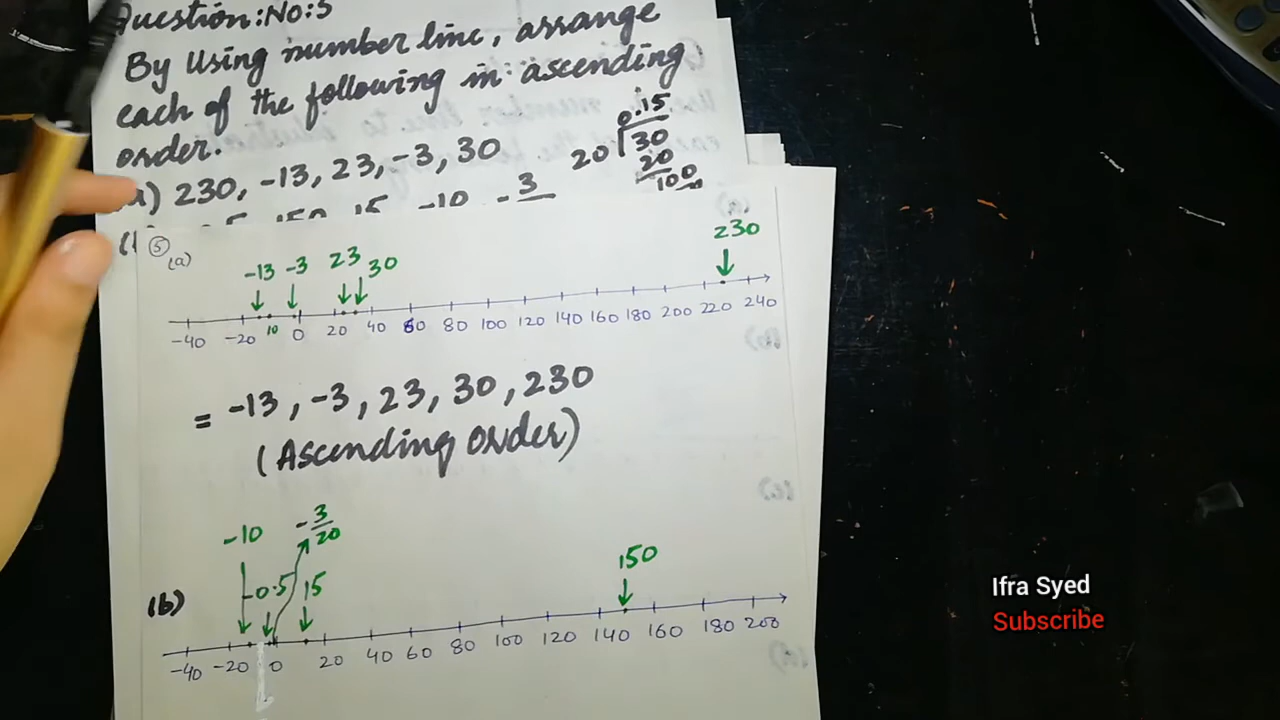 Question:No:5
By Using number line, arrange
each of the following in ascending
order.
a) 230, -13, 23, -3, 30
0.15
20 30
20
100
(b 150 15 -10 -3
⑤
(a)
-13 -3 23 30 230
-40 -20 10 0 20 40 60 80 100 120 140 160 180 200 220 240
= -13, -3, 23, 30, 230
(Ascending order)
(b)
-10 -0.5 -3/20 15 150
-40 -20 0 20 40 60 80 100 120 140 160 180 200
Ifra Syed
Subscribe